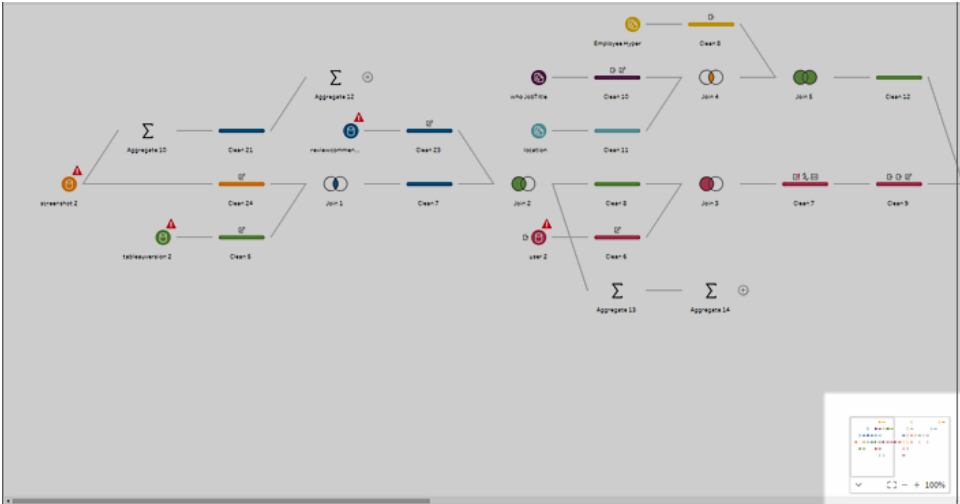 Employee Hyper
Clean 8
Aggregate 12
who JobTitle
Clean 10
Join 4
Join 5
Clean 12
Aggregate 10
Clean 21
reviewcommen...
Clean 23
location
Clean 11
screenshot 2
Clean 24
Join 1
Clean 7
Join 2
Clean 8
Join 3
Clean 7
Clean 9
tableauversion 2
Clean 5
user 2
Clean 6
Aggregate 13
Aggregate 14
100%